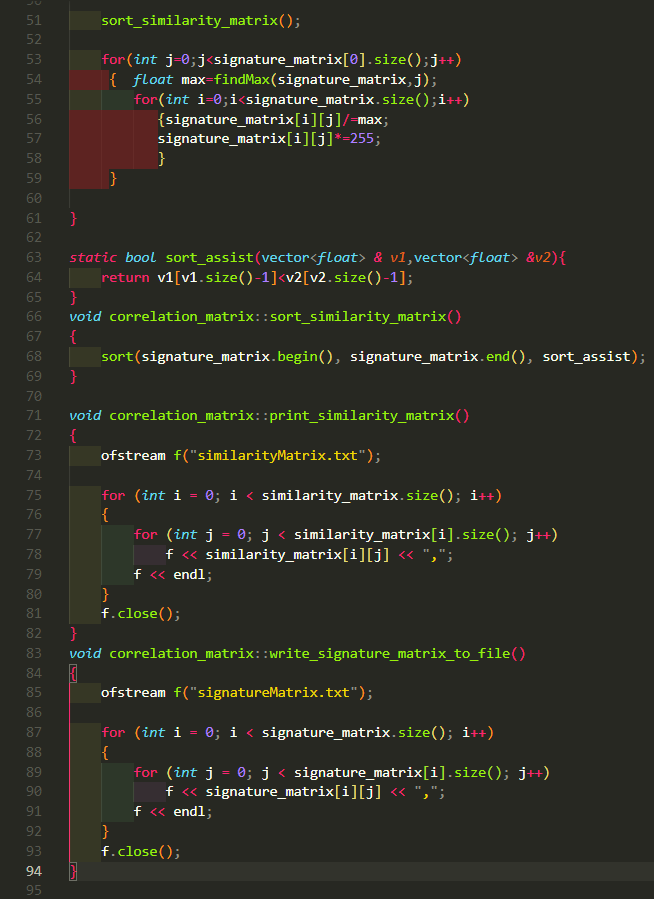 51 sort_similarity_matrix();
52
53 for(int j=0;j<signature_matrix[0].size();j++)
54 { float max=findMax(signature_matrix,j);
55 for(int i=0;i<signature_matrix.size();i++)
56 {signature_matrix[i][j]/=max;
57 signature_matrix[i][j]*=255;
58 }
59 }
60
61 }
62
63 static bool sort_assist(vector<float> & v1,vector<float> &v2){
64 return v1[v1.size()-1]<v2[v2.size()-1];
65 }
66 void correlation_matrix::sort_similarity_matrix()
67 {
68 sort(signature_matrix.begin(), signature_matrix.end(), sort_assist);
69 }
70
71 void correlation_matrix::print_similarity_matrix()
72 {
73 ofstream f("similarityMatrix.txt");
74
75 for (int i = 0; i < similarity_matrix.size(); i++)
76 {
77 for (int j = 0; j < similarity_matrix[i].size(); j++)
78 f << similarity_matrix[i][j] << ",";
79 f << endl;
80 }
81 f.close();
82 }
83 void correlation_matrix::write_signature_matrix_to_file()
84 {
85 ofstream f("signatureMatrix.txt");
86
87 for (int i = 0; i < signature_matrix.size(); i++)
88 {
89 for (int j = 0; j < signature_matrix[i].size(); j++)
90 f << signature_matrix[i][j] << ",";
91 f << endl;
92 }
93 f.close();
94 }
95